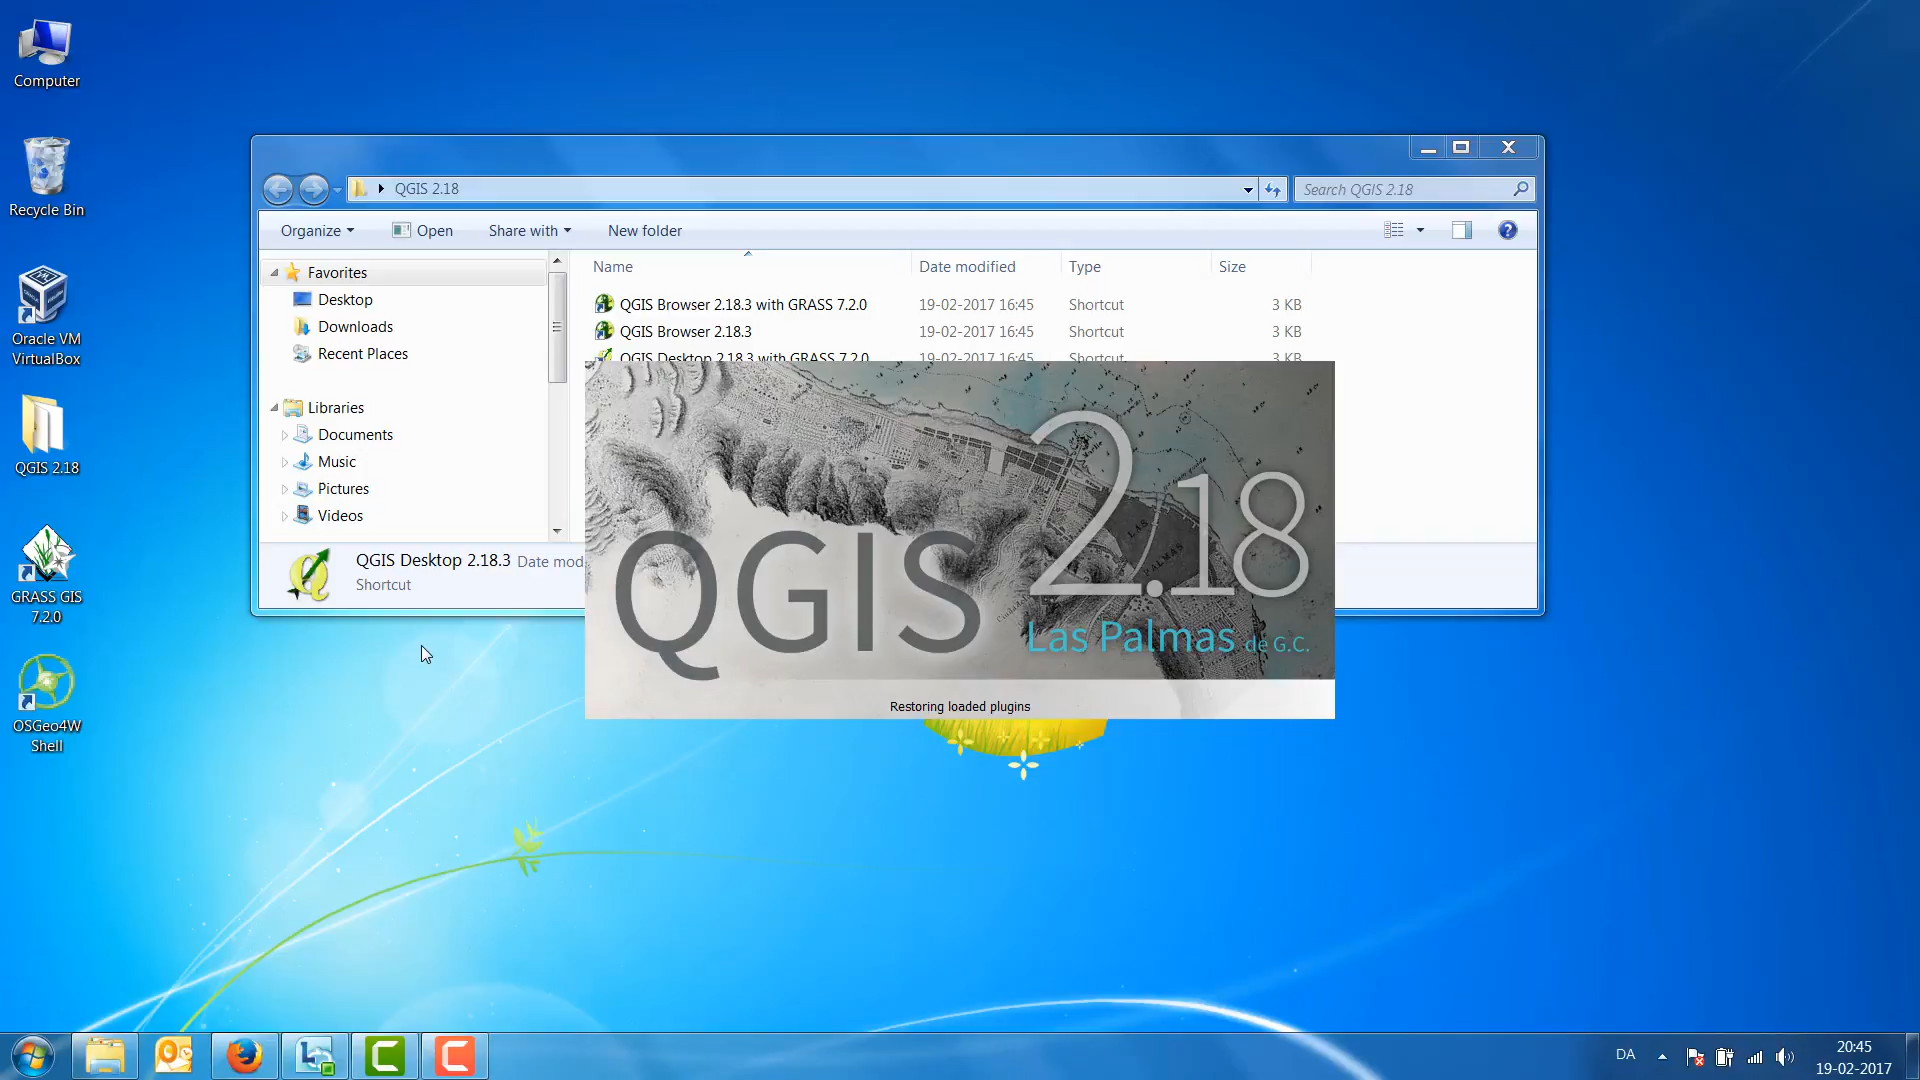 Computer
Recycle Bin
Oracle VM
VirtualBox
QGIS 2.18
GRASS GIS
7.2.0
OSGeo4W
Shell
QGIS 2.18
Search QGIS 2.18
Organize
Open
Share with
New folder
Favorites
Desktop
Downloads
Recent Places
Libraries
Documents
Music
Pictures
Videos
Name Date modified Type Size
QGIS Browser 2.18.3 with GRASS 7.2.0 19-02-2017 16:45 Shortcut 3 KB
QGIS Browser 2.18.3 19-02-2017 16:45 Shortcut 3 KB
QGIS Desktop 2.18.3 with GRASS 7.2.0 19-02-2017 16:45 Shortcut 3 KB
QGIS Desktop 2.18.3 Date mod
Shortcut
QGIS
2.18
Las Palmas de G.C.
LAS PALMAS
Restoring loaded plugins
DA
20:45
19-02-2017